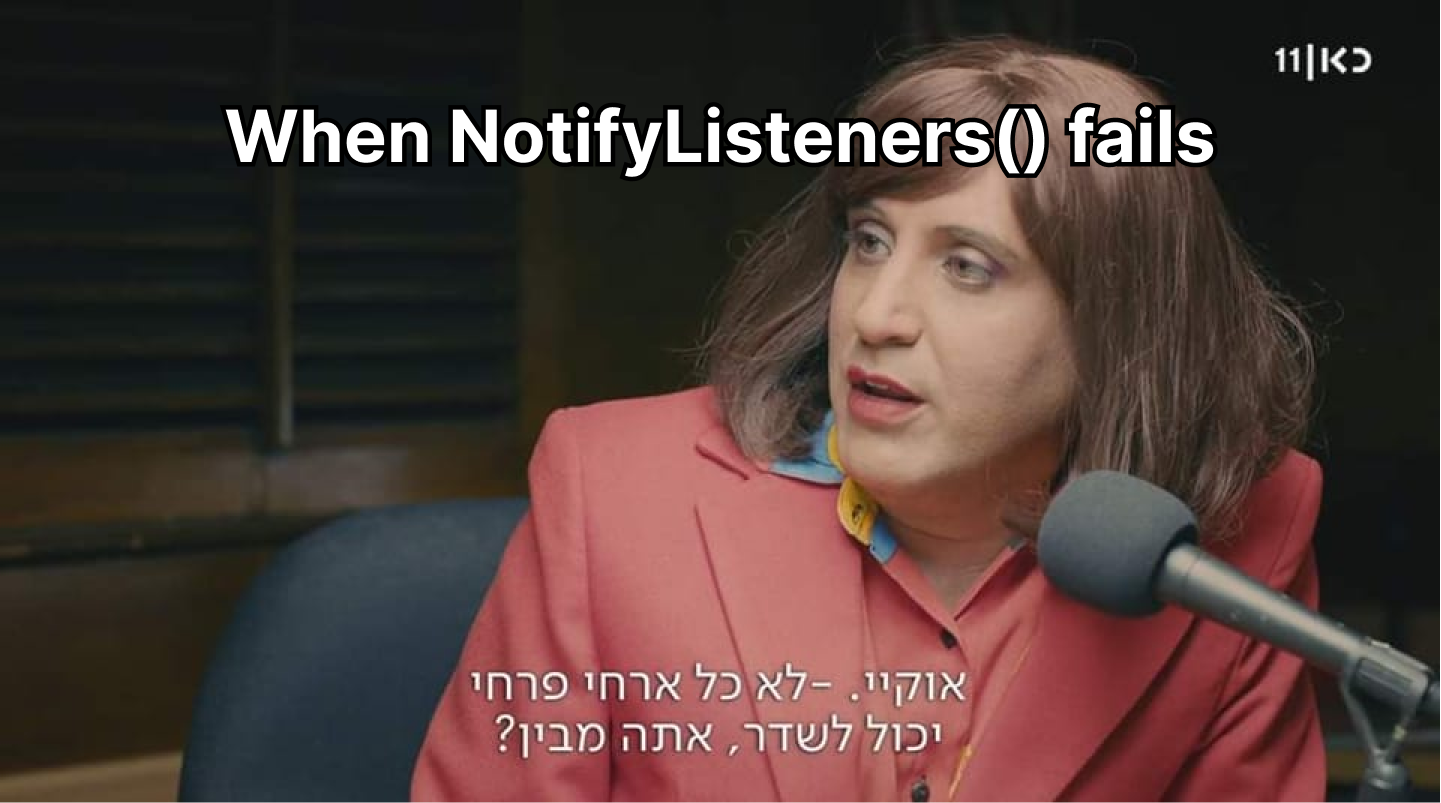 כאן 11
When NotifyListeners() fails
אוקיי. -לא כל ארחי פרחי
יכול לשדר, אתה מבין?